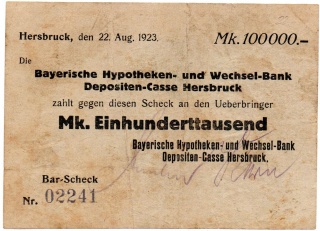 Hersbruck, den 22. Aug. 1923. Mk. 100000.–
Die
Bayerische Hypotheken- und Wechsel-Bank
Depositen-Casse Hersbruck
zahlt gegen diesen Scheck an den Ueberbringer
Mk. Einhunderttausend
Bayerische Hypotheken- und Wechsel-Bank
Depositen-Casse Hersbruck.
Bar-Scheck
Nr. 02241